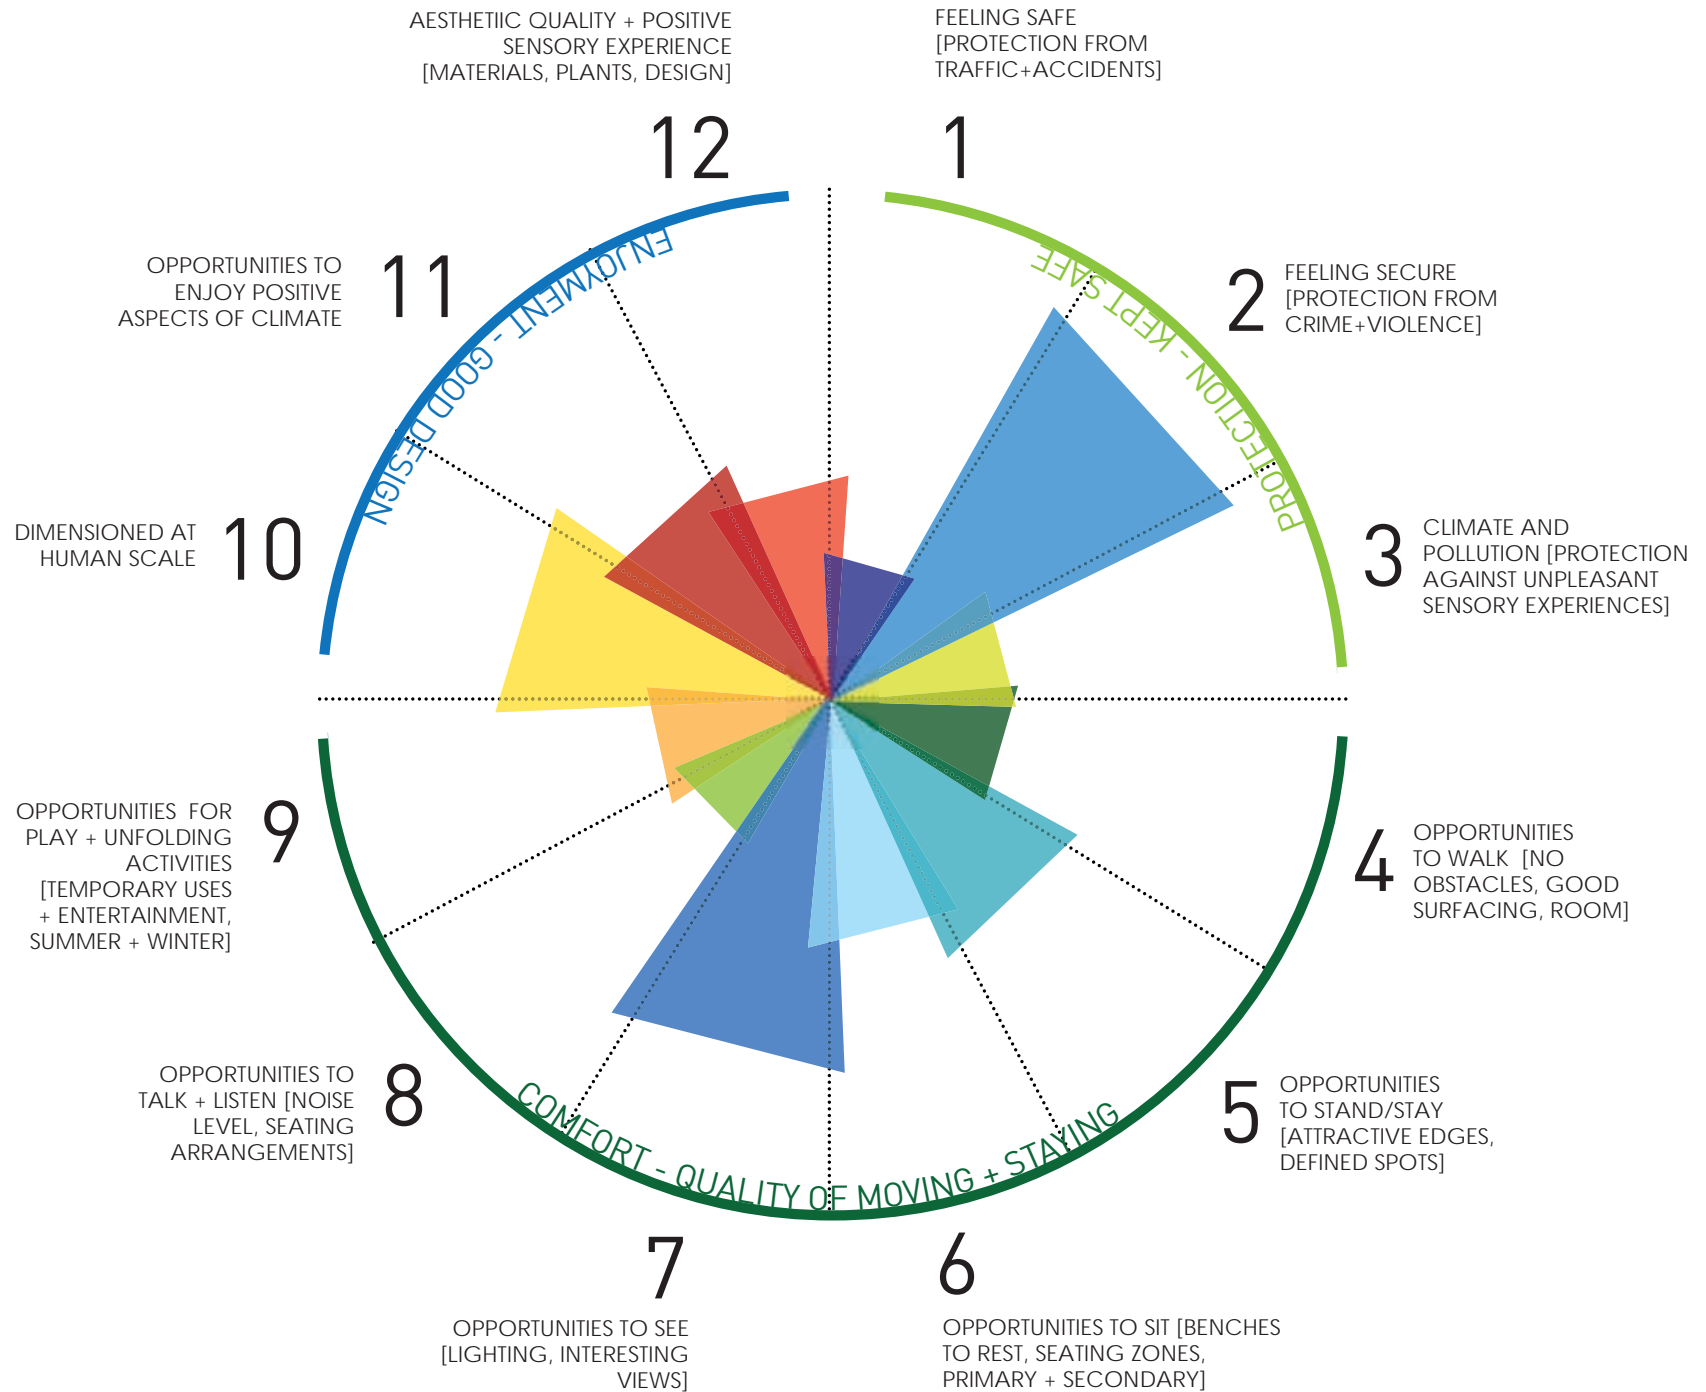 AESTHETIIC QUALITY + POSITIVE
SENSORY EXPERIENCE
[MATERIALS, PLANTS, DESIGN]
12
FEELING SAFE
[PROTECTION FROM
TRAFFIC+ACCIDENTS]
1
2
FEELING SECURE
[PROTECTION FROM
CRIME+VIOLENCE]
3
CLIMATE AND
POLLUTION [PROTECTION
AGAINST UNPLEASANT
SENSORY EXPERIENCES]
4
OPPORTUNITIES
TO WALK [NO
OBSTACLES, GOOD
SURFACING, ROOM]
5
OPPORTUNITIES
TO STAND/STAY
[ATTRACTIVE EDGES,
DEFINED SPOTS]
6
OPPORTUNITIES TO SIT [BENCHES
TO REST, SEATING ZONES,
PRIMARY + SECONDARY]
7
OPPORTUNITIES TO SEE
[LIGHTING, INTERESTING
VIEWS]
8
OPPORTUNITIES TO
TALK + LISTEN [NOISE
LEVEL, SEATING
ARRANGEMENTS]
9
OPPORTUNITIES FOR
PLAY + UNFOLDING
ACTIVITIES
[TEMPORARY USES
+ ENTERTAINMENT,
SUMMER + WINTER]
10
DIMENSIONED AT
HUMAN SCALE
11
OPPORTUNITIES TO
ENJOY POSITIVE
ASPECTS OF CLIMATE
ENJOYMENT - GOOD DESIGN
PROTECTION - KEPT SAFE
COMFORT - QUALITY OF MOVING + STAYING